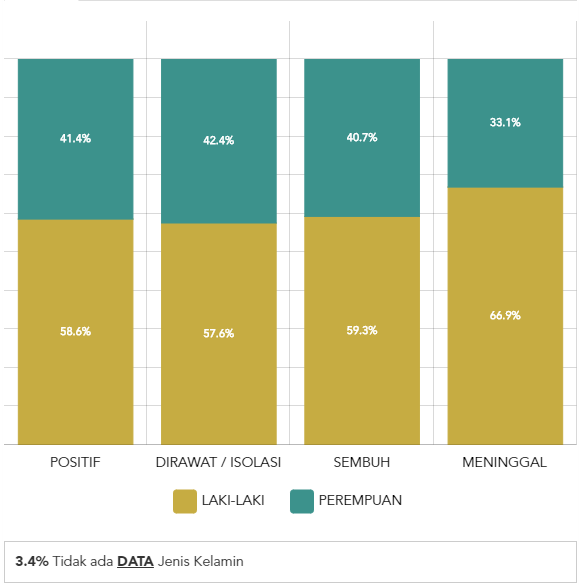 41.4% 42.4% 40.7% 33.1%
58.6% 57.6% 59.3% 66.9%
POSITIF DIRAWAT / ISOLASI SEMBUH MENINGGAL
LAKI-LAKI PEREMPUAN
3.4% Tidak ada DATA Jenis Kelamin